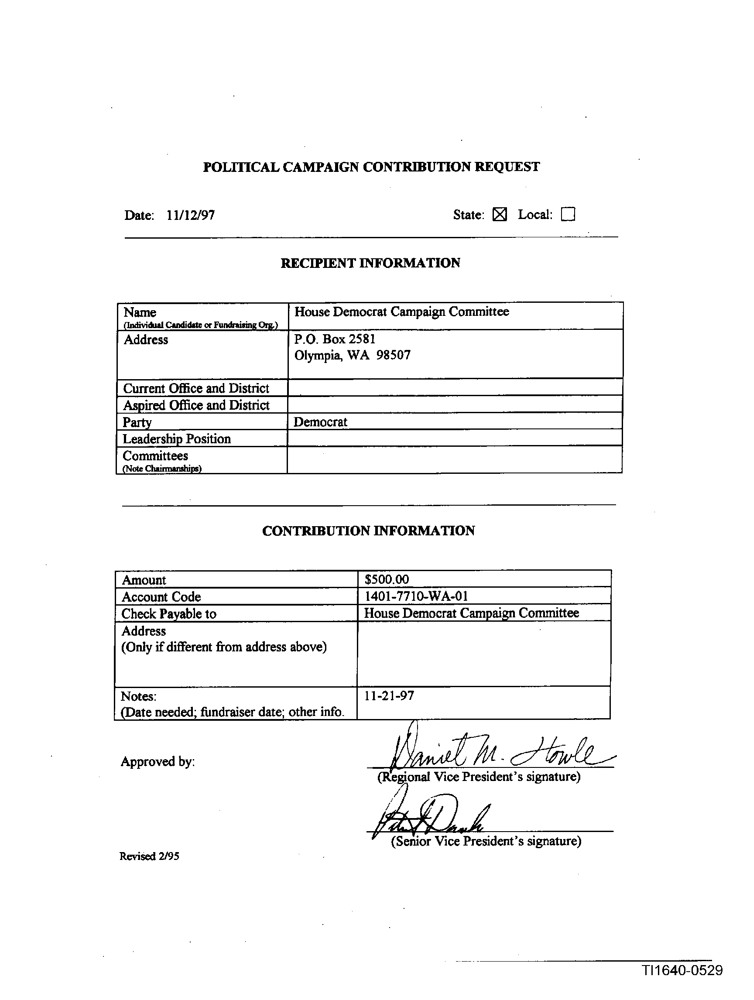 POLITICAL CAMPAIGN CONTRIBUTION REQUEST
Date: 11/12/97 State: ☒ Local: ☐
RECIPIENT INFORMATION
Name House Democrat Campaign Committee
(Individual Candidate or Fundraising Org.)
Address P.O. Box 2581
Olympia, WA 98507
Current Office and District
Aspired Office and District
Party Democrat
Leadership Position
Committees
(Note Chairmanships)
CONTRIBUTION INFORMATION
Amount $500.00
Account Code 1401-7710-WA-01
Check Payable to House Democrat Campaign Committee
Address
(Only if different from address above)
Notes: 11-21-97
(Date needed; fundraiser date; other info.
Daniel M. Howle
Approved by:
(Regional Vice President's signature)
(Senior Vice President's signature)
Revised 2/95
TI1640-0529